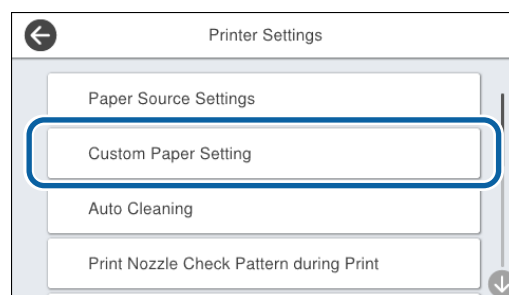 Printer Settings
Paper Source Settings
Custom Paper Setting
Auto Cleaning
Print Nozzle Check Pattern during Print